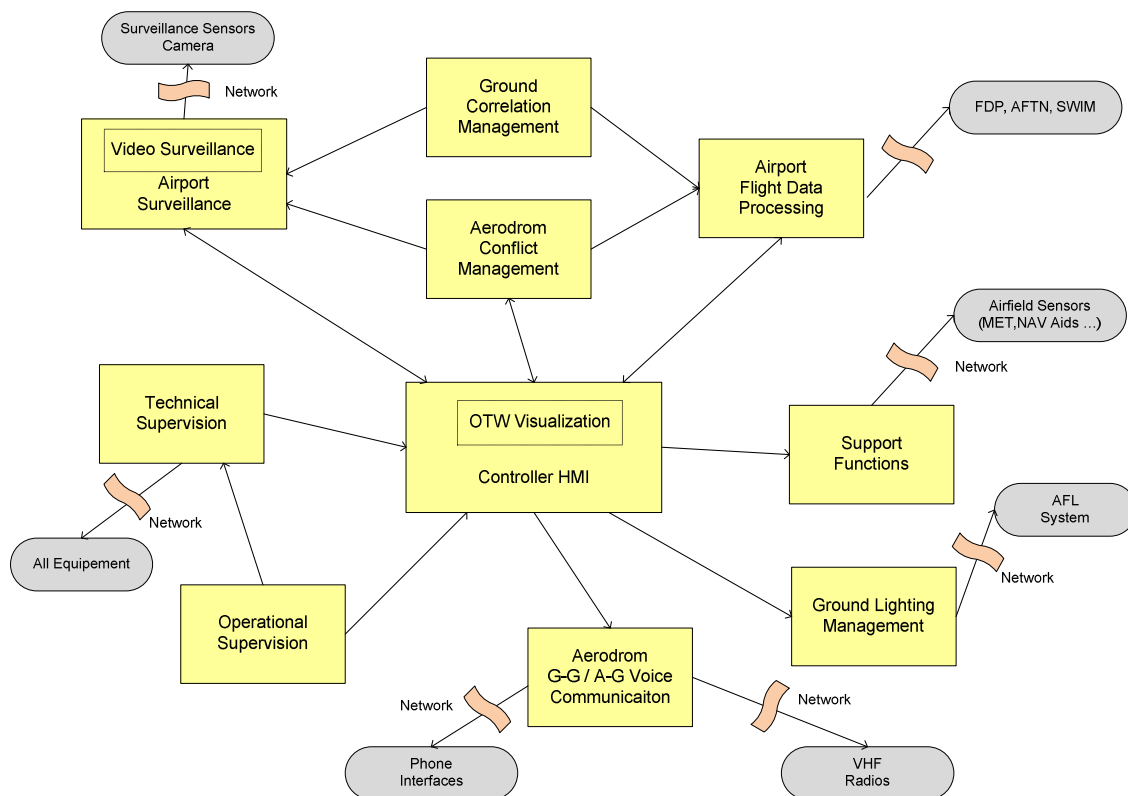 Surveillance Sensors
Camera
Network
Video Surveillance
Airport
Surveillance
Ground
Correlation
Management
Aerodrom
Conflict
Management
Airport
Flight Data
Processing
FDP, AFTN, SWIM
Airfield Sensors
(MET,NAV Aids ...)
Network
Technical
Supervision
OTW Visualization
Controller HMI
Support
Functions
Network
All Equipement
AFL
System
Network
Operational
Supervision
Ground Lighting
Management
Aerodrom
G-G / A-G Voice
Communicaiton
Network
Network
Phone
Interfaces
VHF
Radios